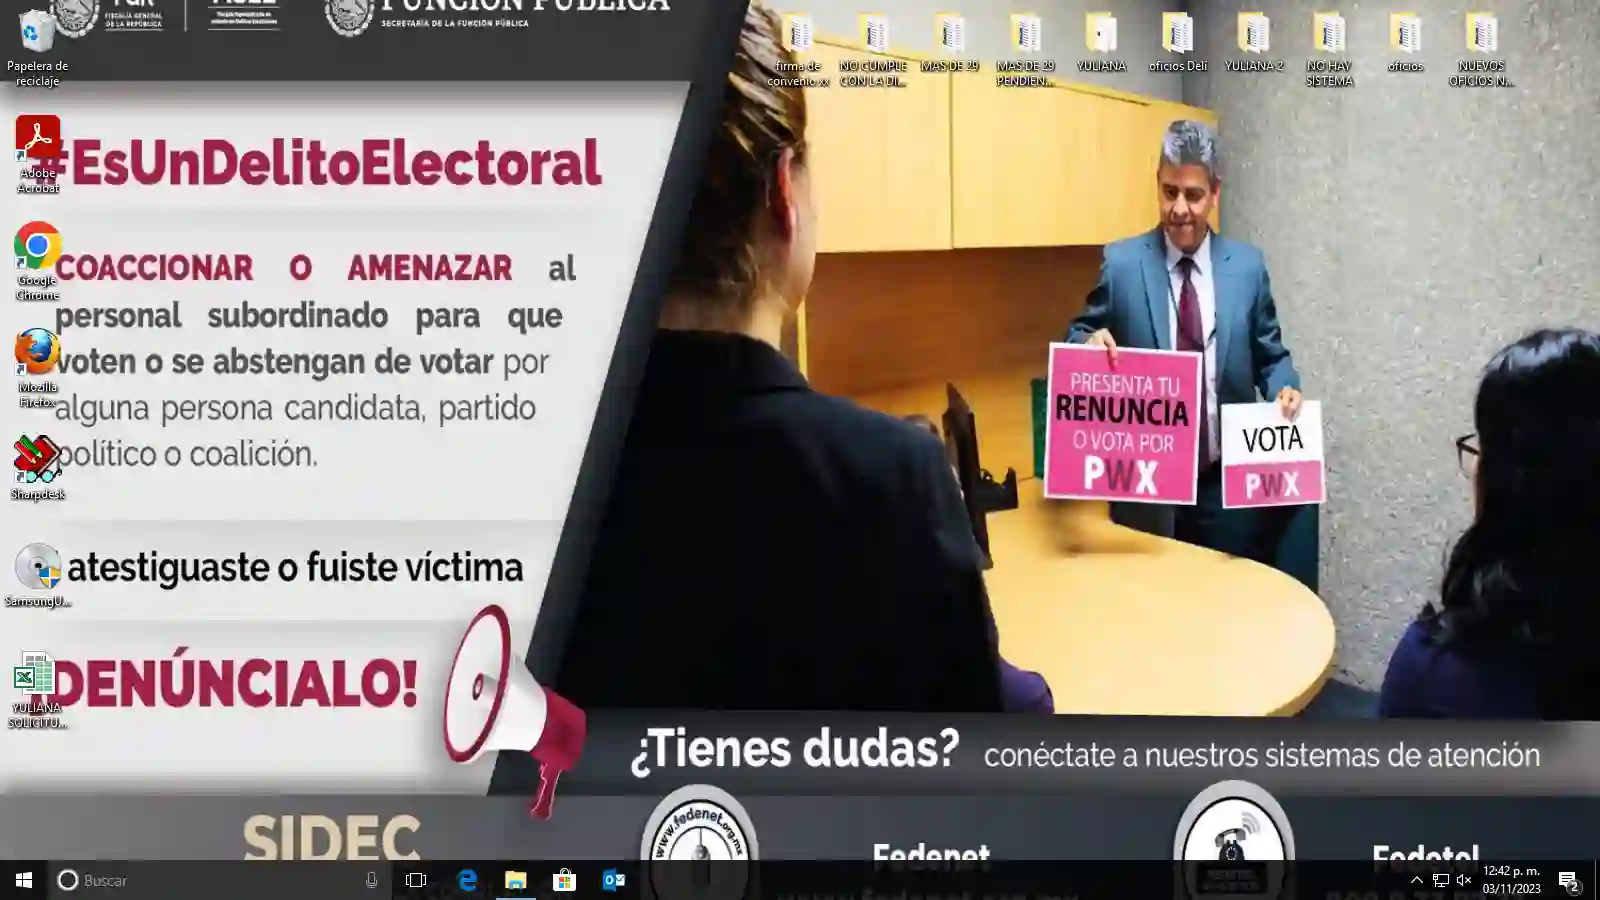 FISCALÍA GENERAL
DE LA REPÚBLICA
FUNCIÓN PÚBLICA
SECRETARÍA DE LA FUNCIÓN PÚBLICA
Papelera de
reciclaje
firma de
convenio xx
NO CUMPLE
CON LA DI...
MAS DE 29
MAS DE 29
PENDIEN...
YULIANA
oficios Deli
YULIANA 2
NO HAY
SISTEMA
oficios
NUEVOS
OFICIOS N...
#EsUnDelitoElectoral
Adobe
Acrobat
COACCIONAR O AMENAZAR al
personal subordinado para que
voten o se abstengan de votar por
alguna persona candidata, partido
político o coalición.
Google
Chrome
Mozilla
Firefox
Sharpdesk
PRESENTA TU
RENUNCIA
O VOTA POR
PWX
VOTA
PWX
atestiguaste o fuiste víctima
SamsungU...
¡DENÚNCIALO!
YULIANA
SOLICITU...
¿Tienes dudas? conéctate a nuestros sistemas de atención
SIDEC
www.fedenet.org.mx
Fedenet
Fedetel
Buscar
12:42 p. m.
03/11/2023
2